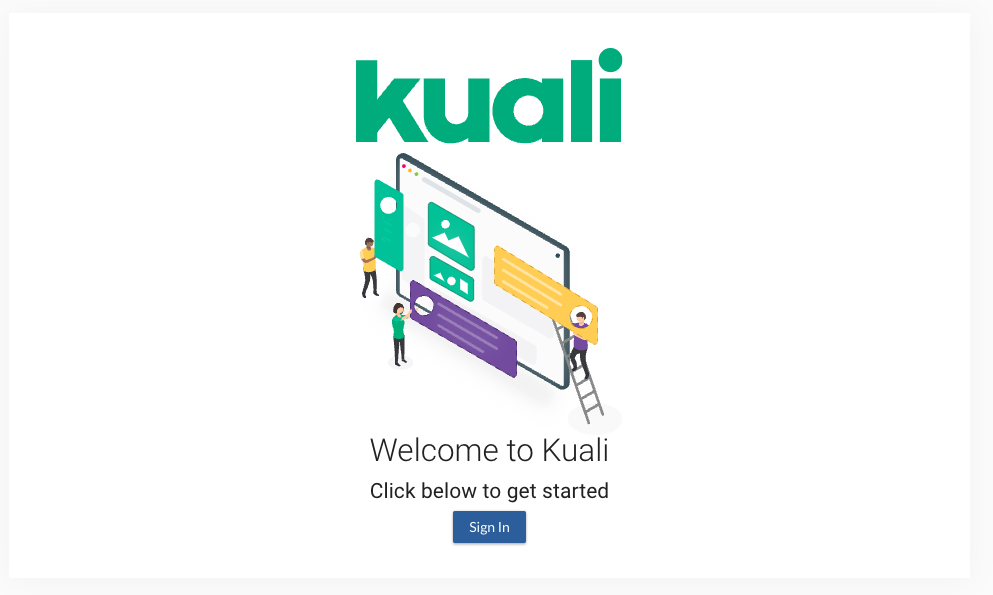 kuali
Welcome to Kuali
Click below to get started
Sign In